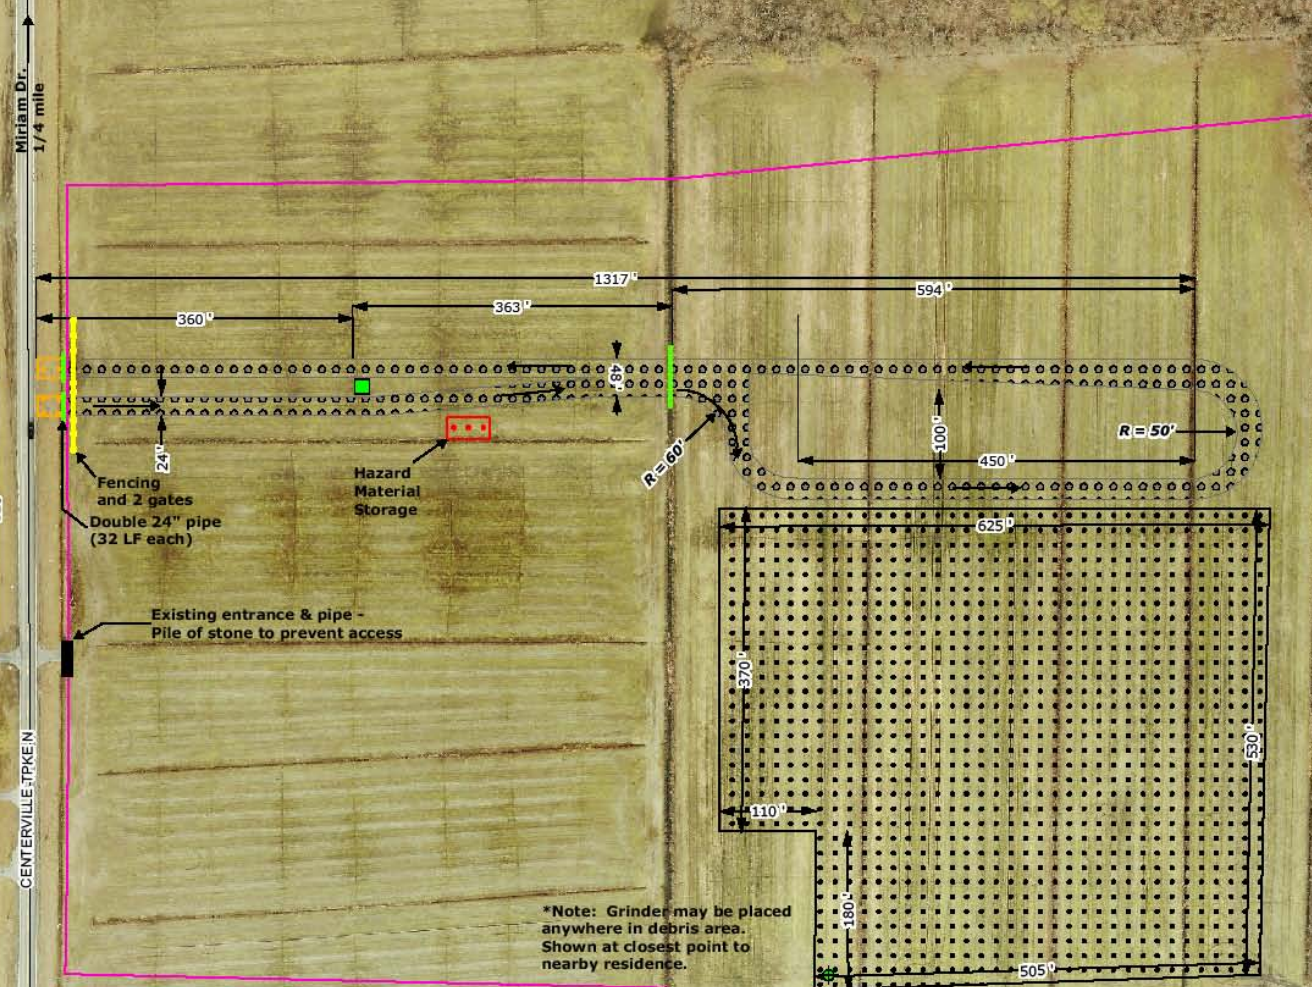 Miriam Dr.
1/4 mile
1317'
594'
363'
360'
48'
24'
100'
R = 50'
R = 60'
450'
Fencing
and 2 gates
Hazard
Material
Storage
Double 24" pipe
(32 LF each)
625'
Existing entrance & pipe -
Pile of stone to prevent access
370'
530'
CENTERVILLE TPKE N
110'
180'
*Note: Grinder may be placed
anywhere in debris area.
Shown at closest point to
nearby residence.
505'